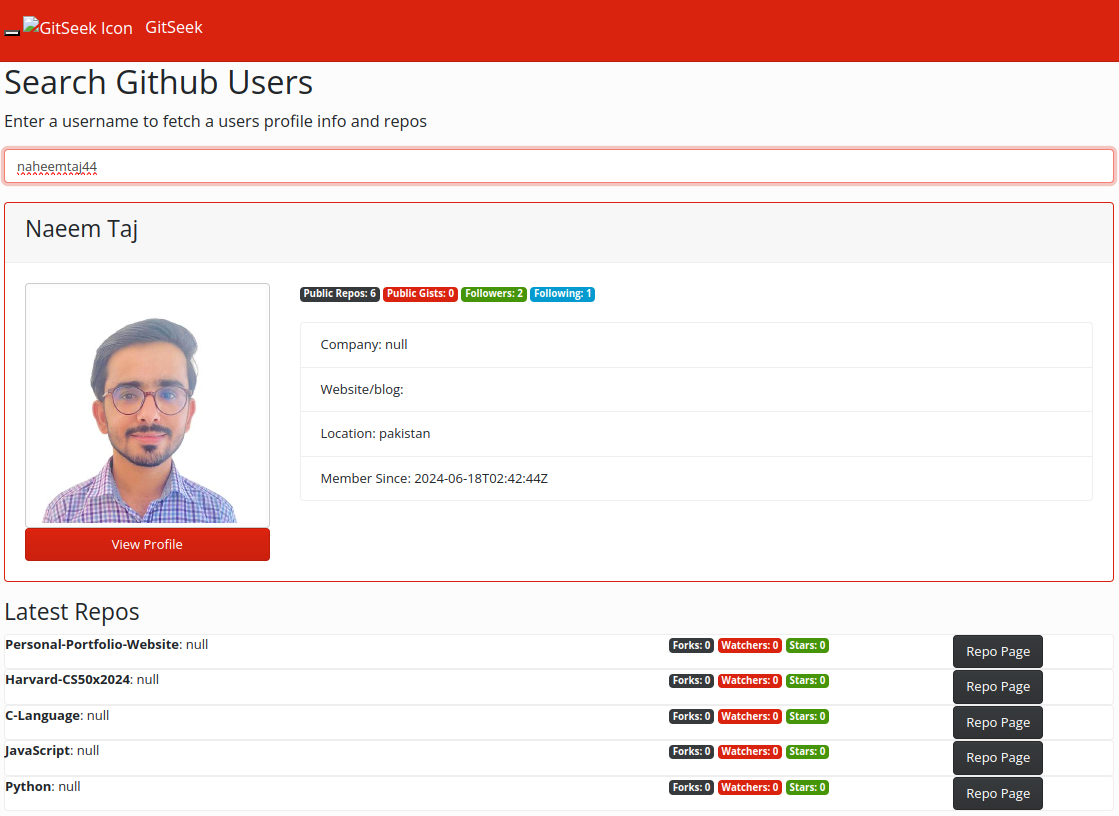 GitSeek Icon GitSeek
Search Github Users
Enter a username to fetch a users profile info and repos
naheemtaj44
Naeem Taj
Public Repos: 6 Public Gists: 0 Followers: 2 Following: 1
Company: null
Website/blog:
Location: pakistan
Member Since: 2024-06-18T02:42:44Z
View Profile
Latest Repos
Personal-Portfolio-Website: null Forks: 0 Watchers: 0 Stars: 0 Repo Page
Harvard-CS50x2024: null Forks: 0 Watchers: 0 Stars: 0 Repo Page
C-Language: null Forks: 0 Watchers: 0 Stars: 0 Repo Page
JavaScript: null Forks: 0 Watchers: 0 Stars: 0 Repo Page
Python: null Forks: 0 Watchers: 0 Stars: 0 Repo Page